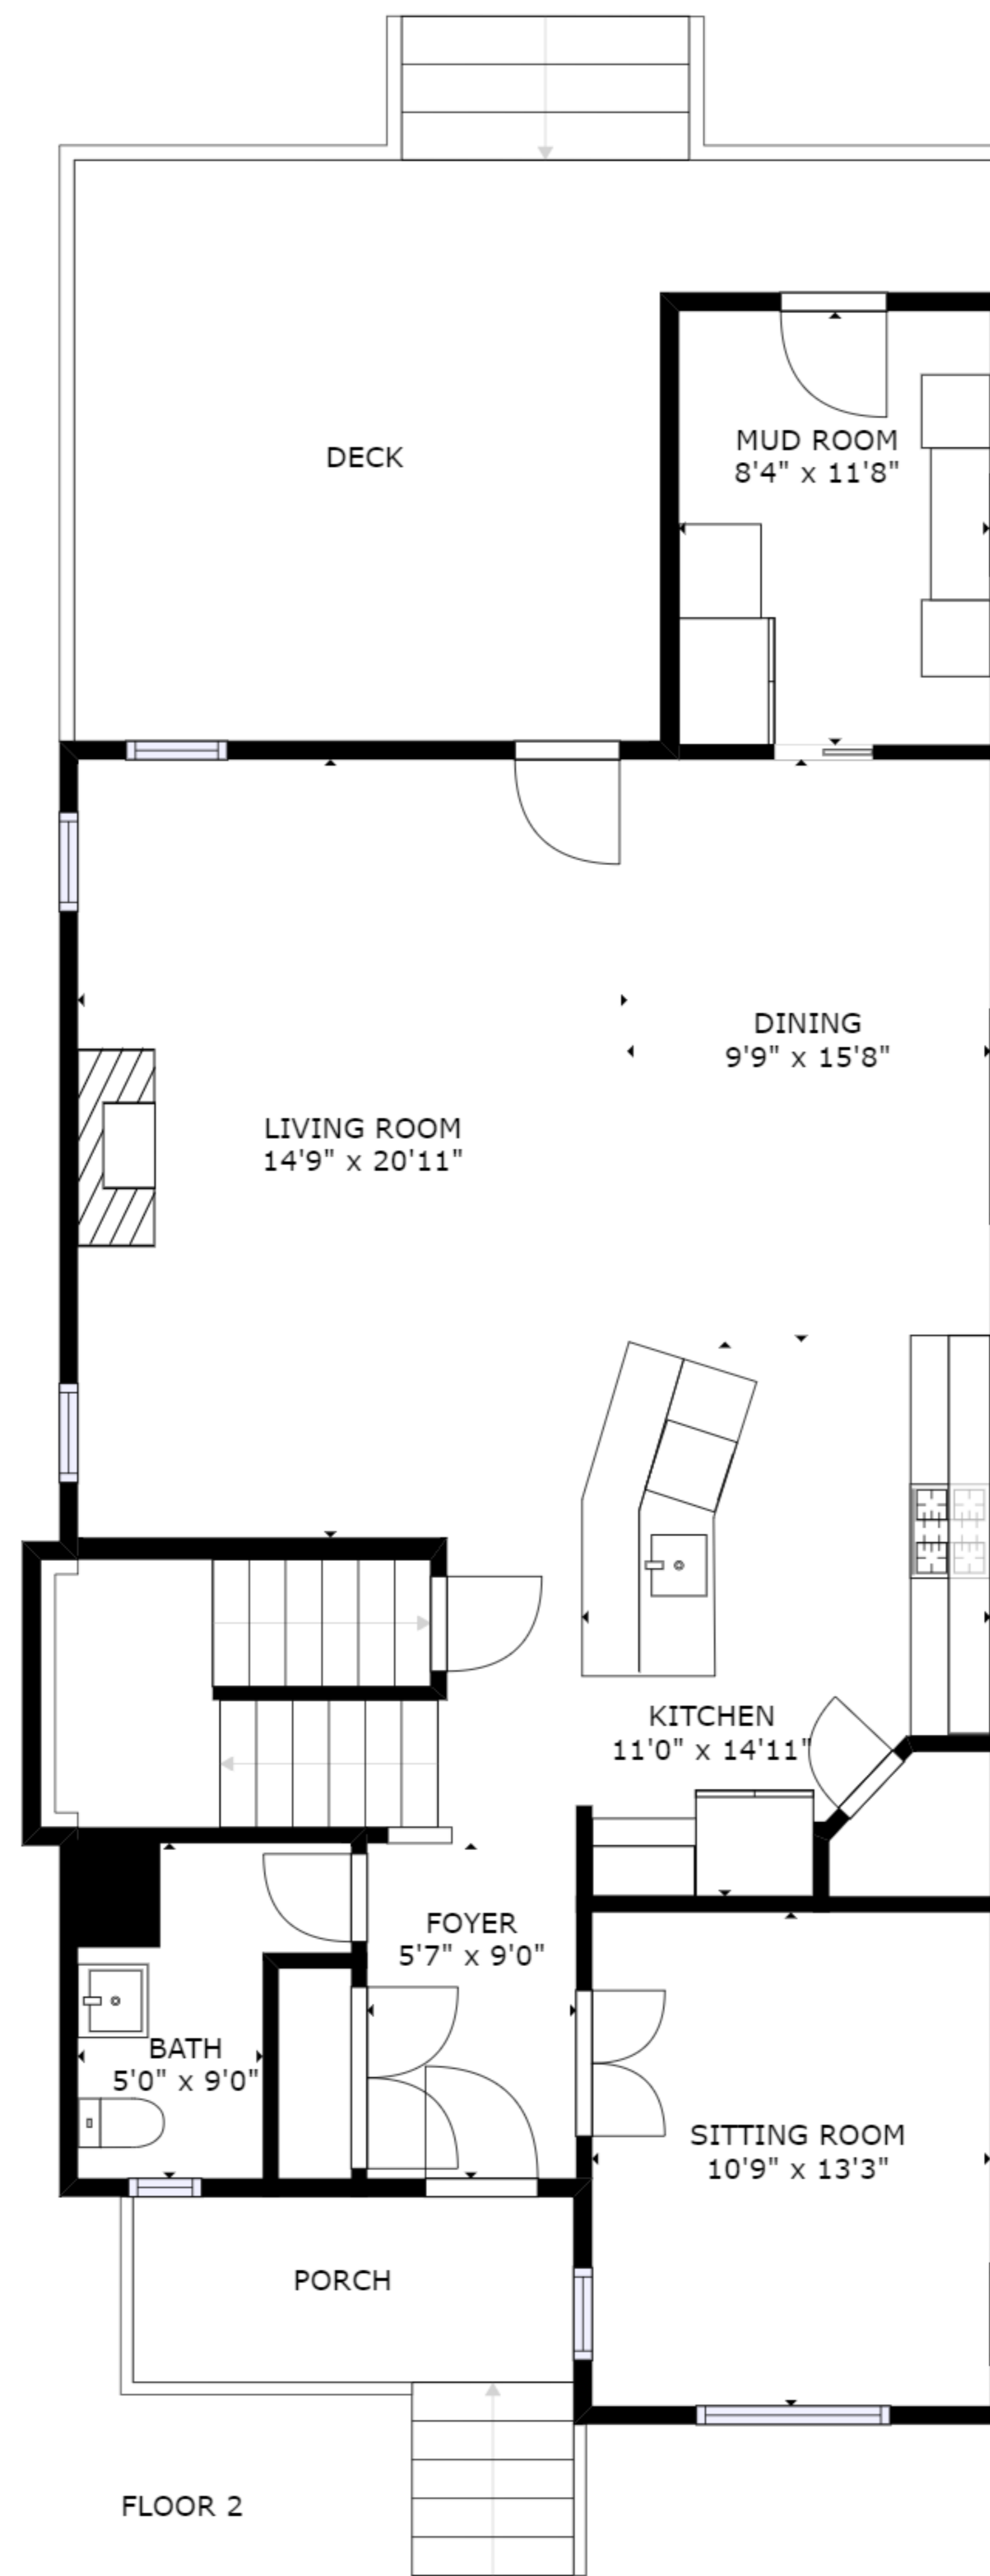 DECK
MUD ROOM
8'4" x 11'8"
DINING
9'9" x 15'8"
LIVING ROOM
14'9" x 20'11"
KITCHEN
11'0" x 14'11"
FOYER
5'7" x 9'0"
BATH
5'0" x 9'0"
SITTING ROOM
10'9" x 13'3"
PORCH
FLOOR 2